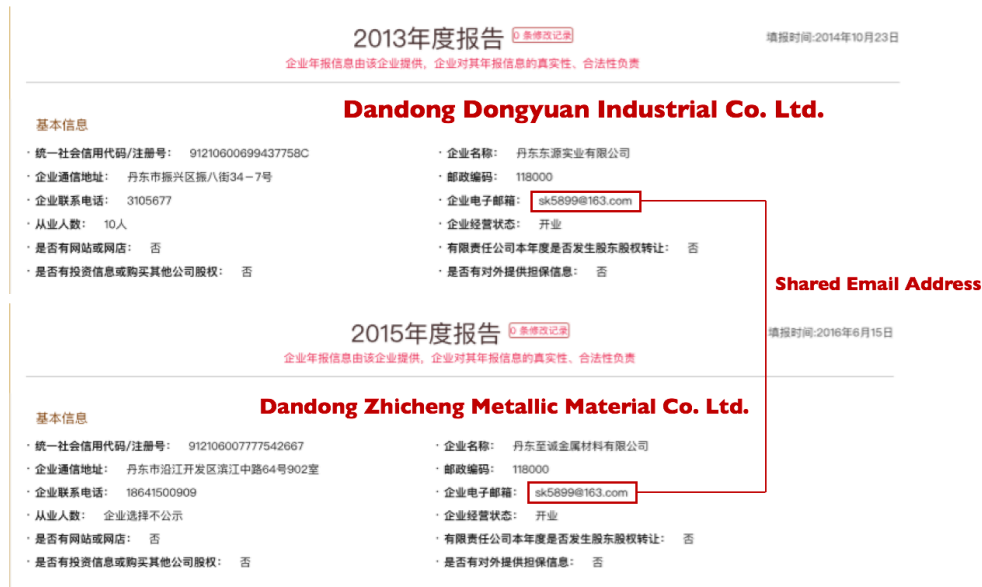 2013年度报告 0 条修改记录 填报时间:2014年10月23日
企业年报信息由该企业提供，企业对其年报信息的真实性、合法性负责
Dandong Dongyuan Industrial Co. Ltd.
基本信息
· 统一社会信用代码/注册号： 91210600699437758C · 企业名称： 丹东东源实业有限公司
· 企业通信地址： 丹东市振兴区振八街34－7号 · 邮政编码： 118000
· 企业联系电话： 3105677 · 企业电子邮箱： sk5899@163.com
· 从业人数： 10人 · 企业经营状态： 开业
· 是否有网站或网店： 否 · 有限责任公司本年度是否发生股东股权转让： 否
· 是否有投资信息或购买其他公司股权： 否 · 是否有对外提供担保信息： 否
Shared Email Address
2015年度报告 0 条修改记录 填报时间:2016年6月15日
企业年报信息由该企业提供，企业对其年报信息的真实性、合法性负责
Dandong Zhicheng Metallic Material Co. Ltd.
基本信息
· 统一社会信用代码/注册号： 912106007777542667 · 企业名称： 丹东至诚金属材料有限公司
· 企业通信地址： 丹东市沿江开发区滨江中路64号902室 · 邮政编码： 118000
· 企业联系电话： 18641500909 · 企业电子邮箱： sk5899@163.com
· 从业人数： 企业选择不公示 · 企业经营状态： 开业
· 是否有网站或网店： 否 · 有限责任公司本年度是否发生股东股权转让： 否
· 是否有投资信息或购买其他公司股权： 否 · 是否有对外提供担保信息： 否